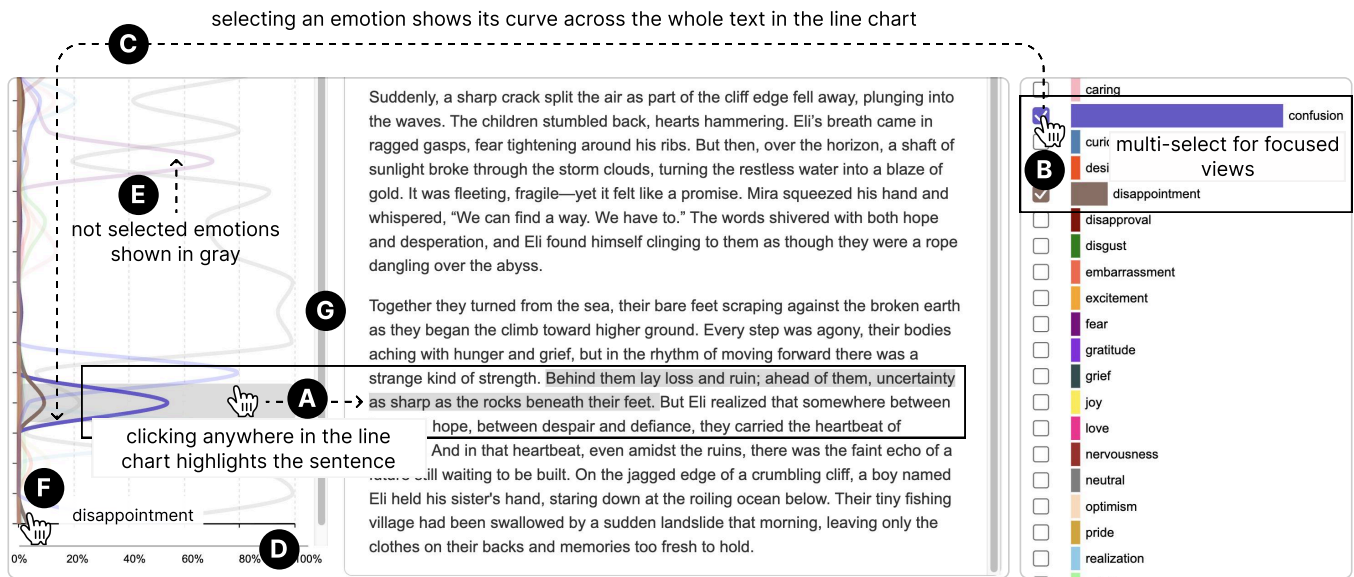 selecting an emotion shows its curve across the whole text in the line chart
C
E
not selected emotions
shown in gray
G
A
clicking anywhere in the line
chart highlights the sentence
F
disappointment
D
0%
20%
40%
60%
80%
100%
Suddenly, a sharp crack split the air as part of the cliff edge fell away, plunging into
the waves. The children stumbled back, hearts hammering. Eli's breath came in
ragged gasps, fear tightening around his ribs. But then, over the horizon, a shaft of
sunlight broke through the storm clouds, turning the restless water into a blaze of
gold. It was fleeting, fragile—yet it felt like a promise. Mira squeezed his hand and
whispered, “We can find a way. We have to.” The words shivered with both hope
and desperation, and Eli found himself clinging to them as though they were a rope
dangling over the abyss.
Together they turned from the sea, their bare feet scraping against the broken earth
as they began the climb toward higher ground. Every step was agony, their bodies
aching with hunger and grief, but in the rhythm of moving forward there was a
strange kind of strength. Behind them lay loss and ruin; ahead of them, uncertainty
as sharp as the rocks beneath their feet. But Eli realized that somewhere between
hope, between despair and defiance, they carried the heartbeat of
And in that heartbeat, even amidst the ruins, there was the faint echo of a
future still waiting to be built. On the jagged edge of a crumbling cliff, a boy named
Eli held his sister's hand, staring down at the roiling ocean below. Their tiny fishing
village had been swallowed by a sudden landslide that morning, leaving only the
clothes on their backs and memories too fresh to hold.
caring
confusion
curi
multi-select for focused
views
desi
B
disappointment
disapproval
disgust
embarrassment
excitement
fear
gratitude
grief
joy
love
nervousness
neutral
optimism
pride
realization